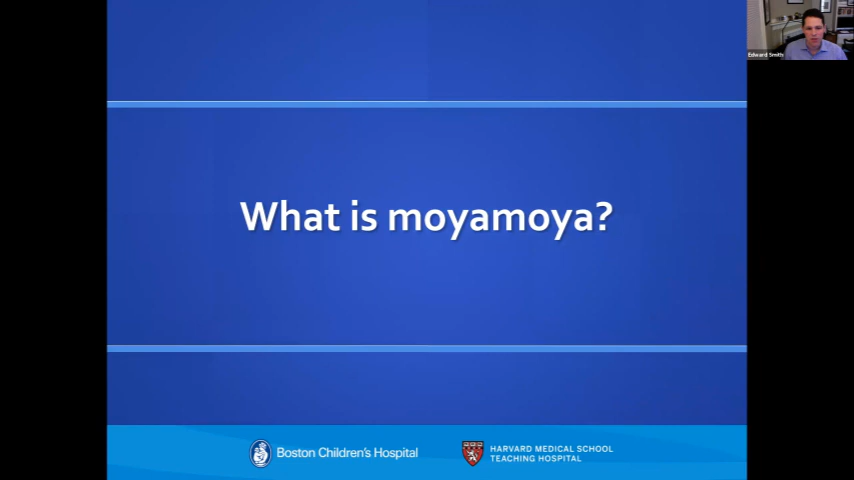 Edward Smith
What is moyamoya?
Boston Children's Hospital
HARVARD MEDICAL SCHOOL
TEACHING HOSPITAL